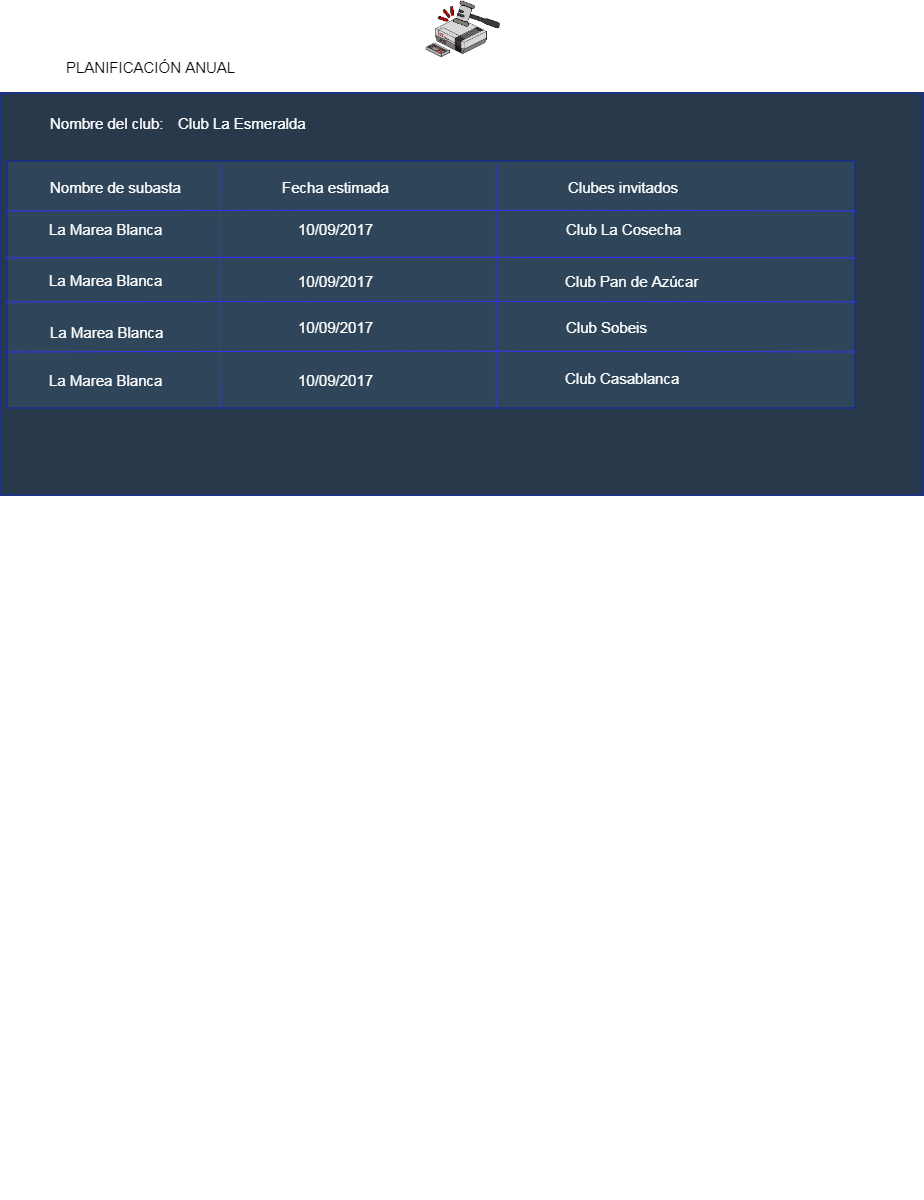 PLANIFICACIÓN ANUAL
Nombre del club: Club La Esmeralda
Nombre de subasta Fecha estimada Clubes invitados
La Marea Blanca 10/09/2017 Club La Cosecha
La Marea Blanca 10/09/2017 Club Pan de Azúcar
La Marea Blanca 10/09/2017 Club Sobeis
La Marea Blanca 10/09/2017 Club Casablanca